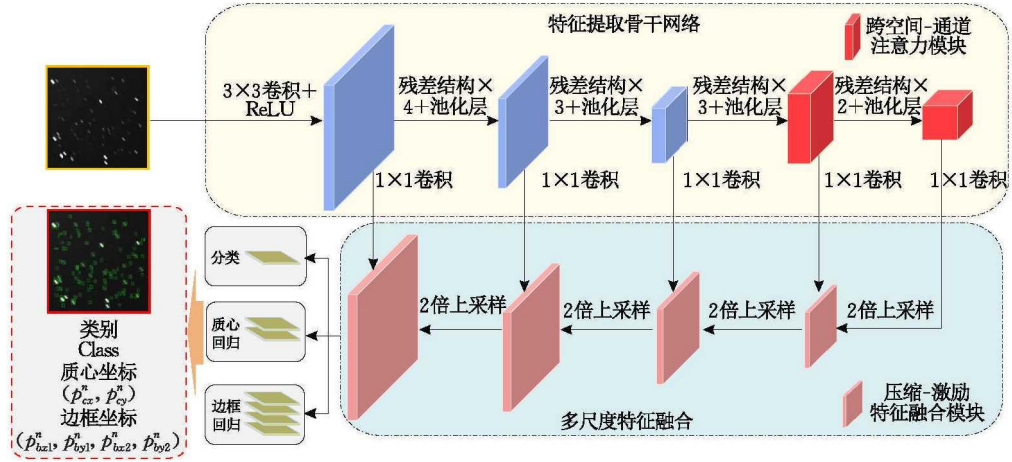 特征提取骨干网络
跨空间-通道
注意力模块
3×3卷积+
ReLU
残差结构×
4+池化层
残差结构×
3+池化层
残差结构×
3+池化层
残差结构×
2+池化层
1×1卷积
1×1卷积
1×1卷积
1×1卷积
1×1卷积
分类
质心
回归
边框
回归
2倍上采样
2倍上采样
2倍上采样
2倍上采样
压缩-激励
特征融合模块
多尺度特征融合
类别
Class
质心坐标
(pⁿcx, pⁿcy)
边框坐标
(pⁿbx1, pⁿby1, pⁿbx2, pⁿby2)